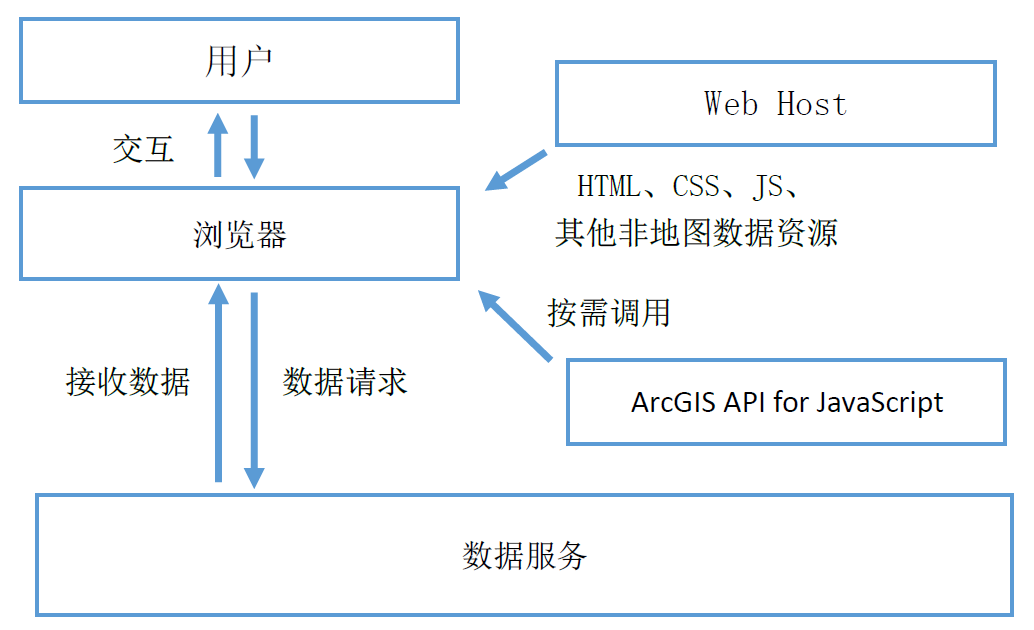 用户
Web Host
交互
HTML、CSS、JS、
其他非地图数据资源
浏览器
按需调用
接收数据
数据请求
ArcGIS API for JavaScript
数据服务